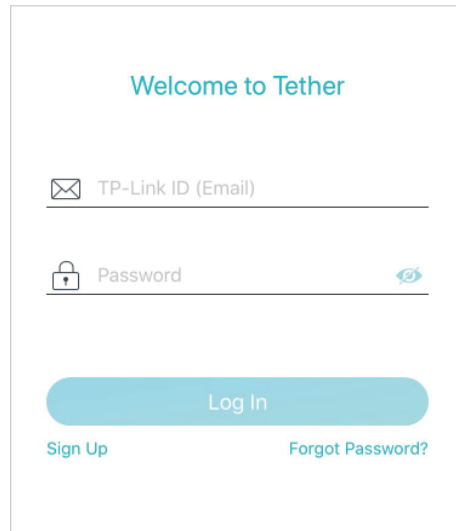 Welcome to Tether
TP-Link ID (Email)
Password
Log In
Sign Up Forgot Password?